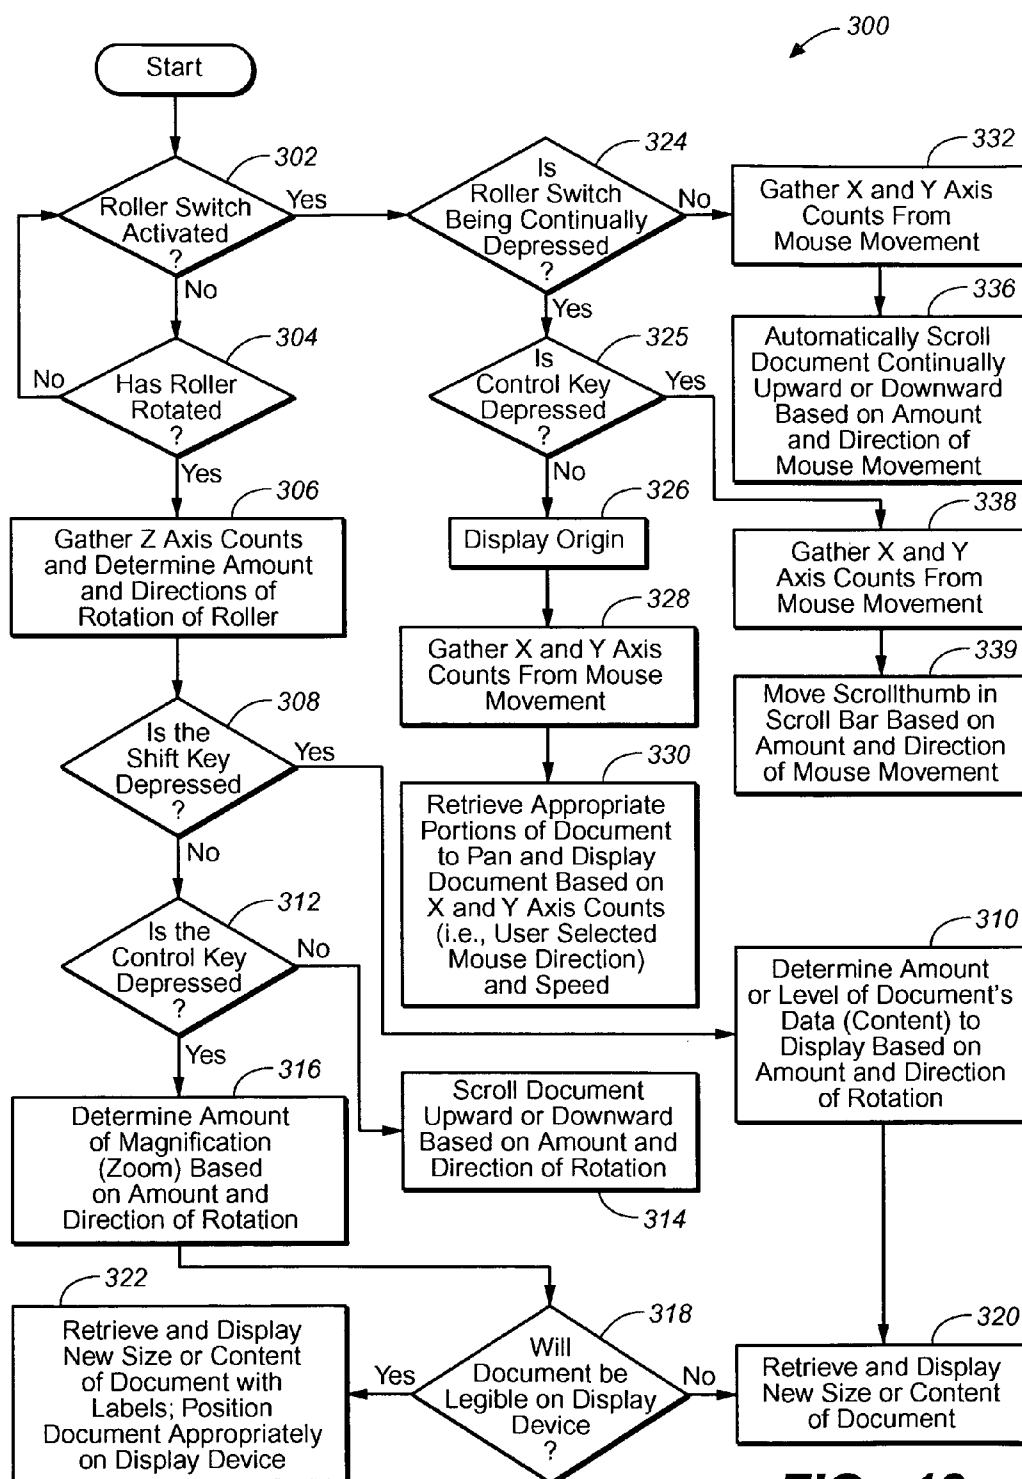 300
Start
302
Roller Switch
Activated
?
Yes
No
304
Has Roller
Rotated
?
No
Yes
306
Gather Z Axis Counts
and Determine Amount
and Directions of
Rotation of Roller
308
Is the
Shift Key
Depressed
?
Yes
No
312
Is the
Control Key
Depressed
?
No
Yes
316
Determine Amount
of Magnification
(Zoom) Based
on Amount and
Direction of Rotation
322
Retrieve and Display
New Size or Content
of Document with
Labels; Position
Document Appropriately
on Display Device
324
Is
Roller Switch
Being Continually
Depressed
?
No
Yes
325
Is
Control Key
Depressed
?
Yes
No
326
Display Origin
328
Gather X and Y Axis
Counts From Mouse
Movement
330
Retrieve Appropriate
Portions of Document
to Pan and Display
Document Based on
X and Y Axis Counts
(i.e., User Selected
Mouse Direction)
and Speed
Scroll Document
Upward or Downward
Based on Amount and
Direction of Rotation
314
318
Will
Document be
Legible on Display
Device
?
Yes
No
332
Gather X and Y Axis
Counts From
Mouse Movement
336
Automatically Scroll
Document Continually
Upward or Downward
Based on Amount
and Direction of
Mouse Movement
338
Gather X and Y
Axis Counts From
Mouse Movement
339
Move Scrollthumb in
Scroll Bar Based on
Amount and Direction
of Mouse Movement
310
Determine Amount
or Level of Document's
Data (Content) to
Display Based on
Amount and Direction
of Rotation
320
Retrieve and Display
New Size or Content
of Document